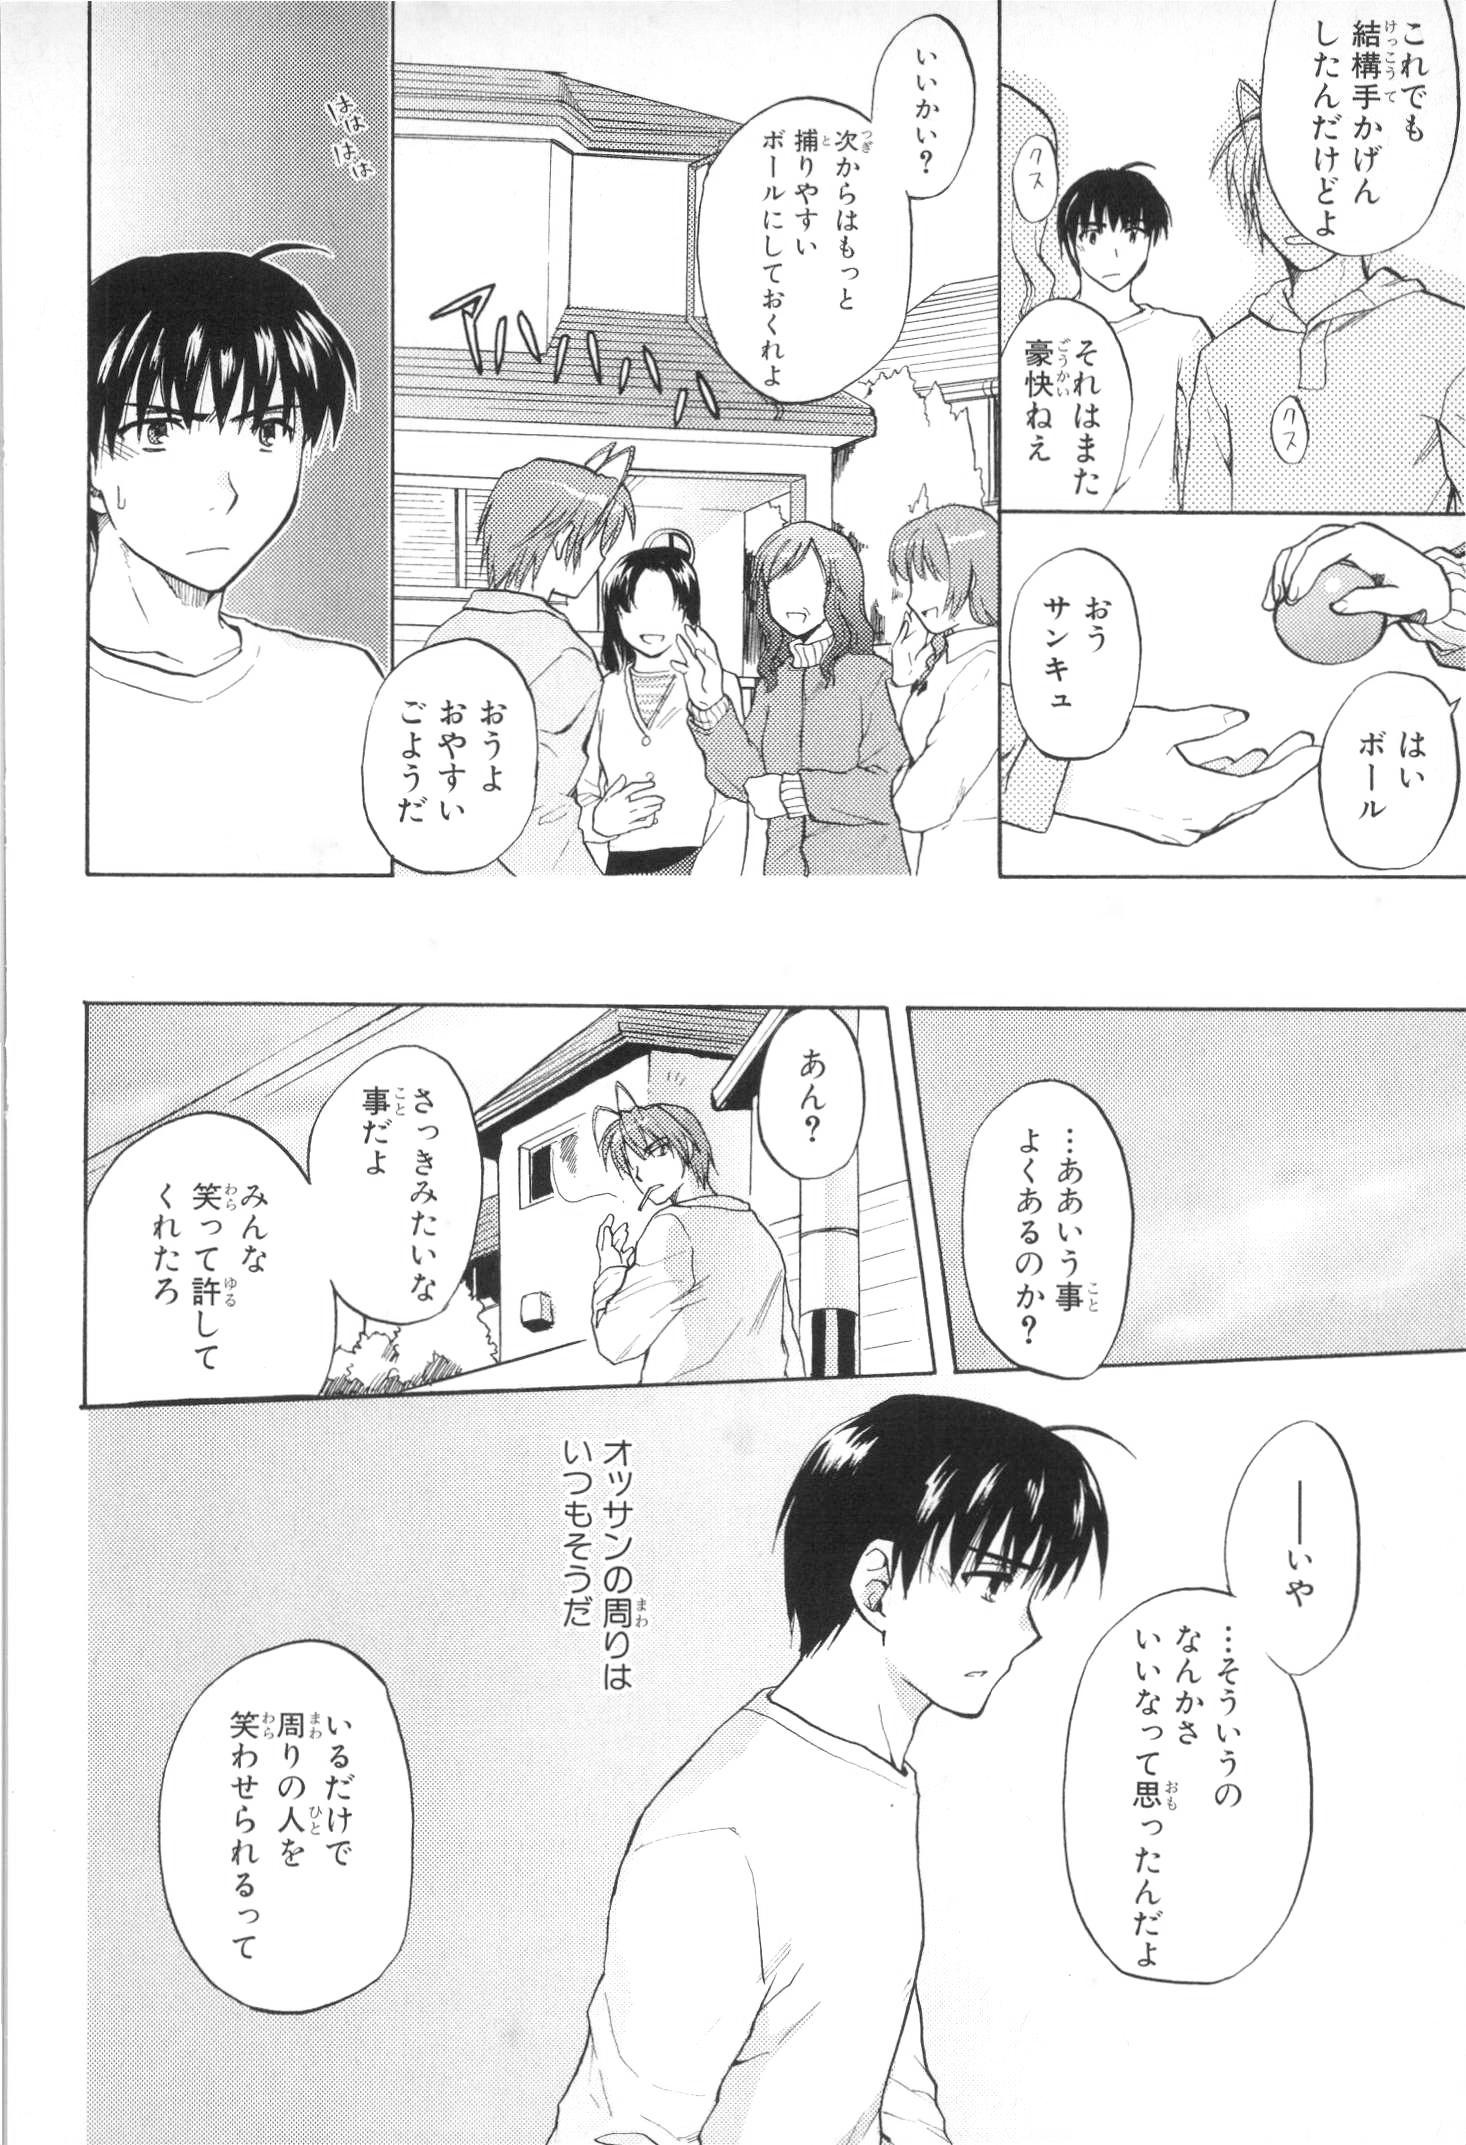 これでも
結構手かげん
したんだけどよ
クス
クス
それはまた
豪快ねえ
はい
ボール
おう
サンキュ
いいかい？
次からはもっと
捕りやすい
ボールにしておくれよ
アハハハハハ
おうよ
おやすい
ごようだ
はははは
…ああいう事
よくあるのか？
あん？
さっきみたいな
事だよ
みんな
笑って許して
くれたろ
――いや
…そういうの
なんかさ
いいなって思ったんだよ
オッサンの周りは
いつもそうだ
いるだけで
周りの人を
笑わせられるって